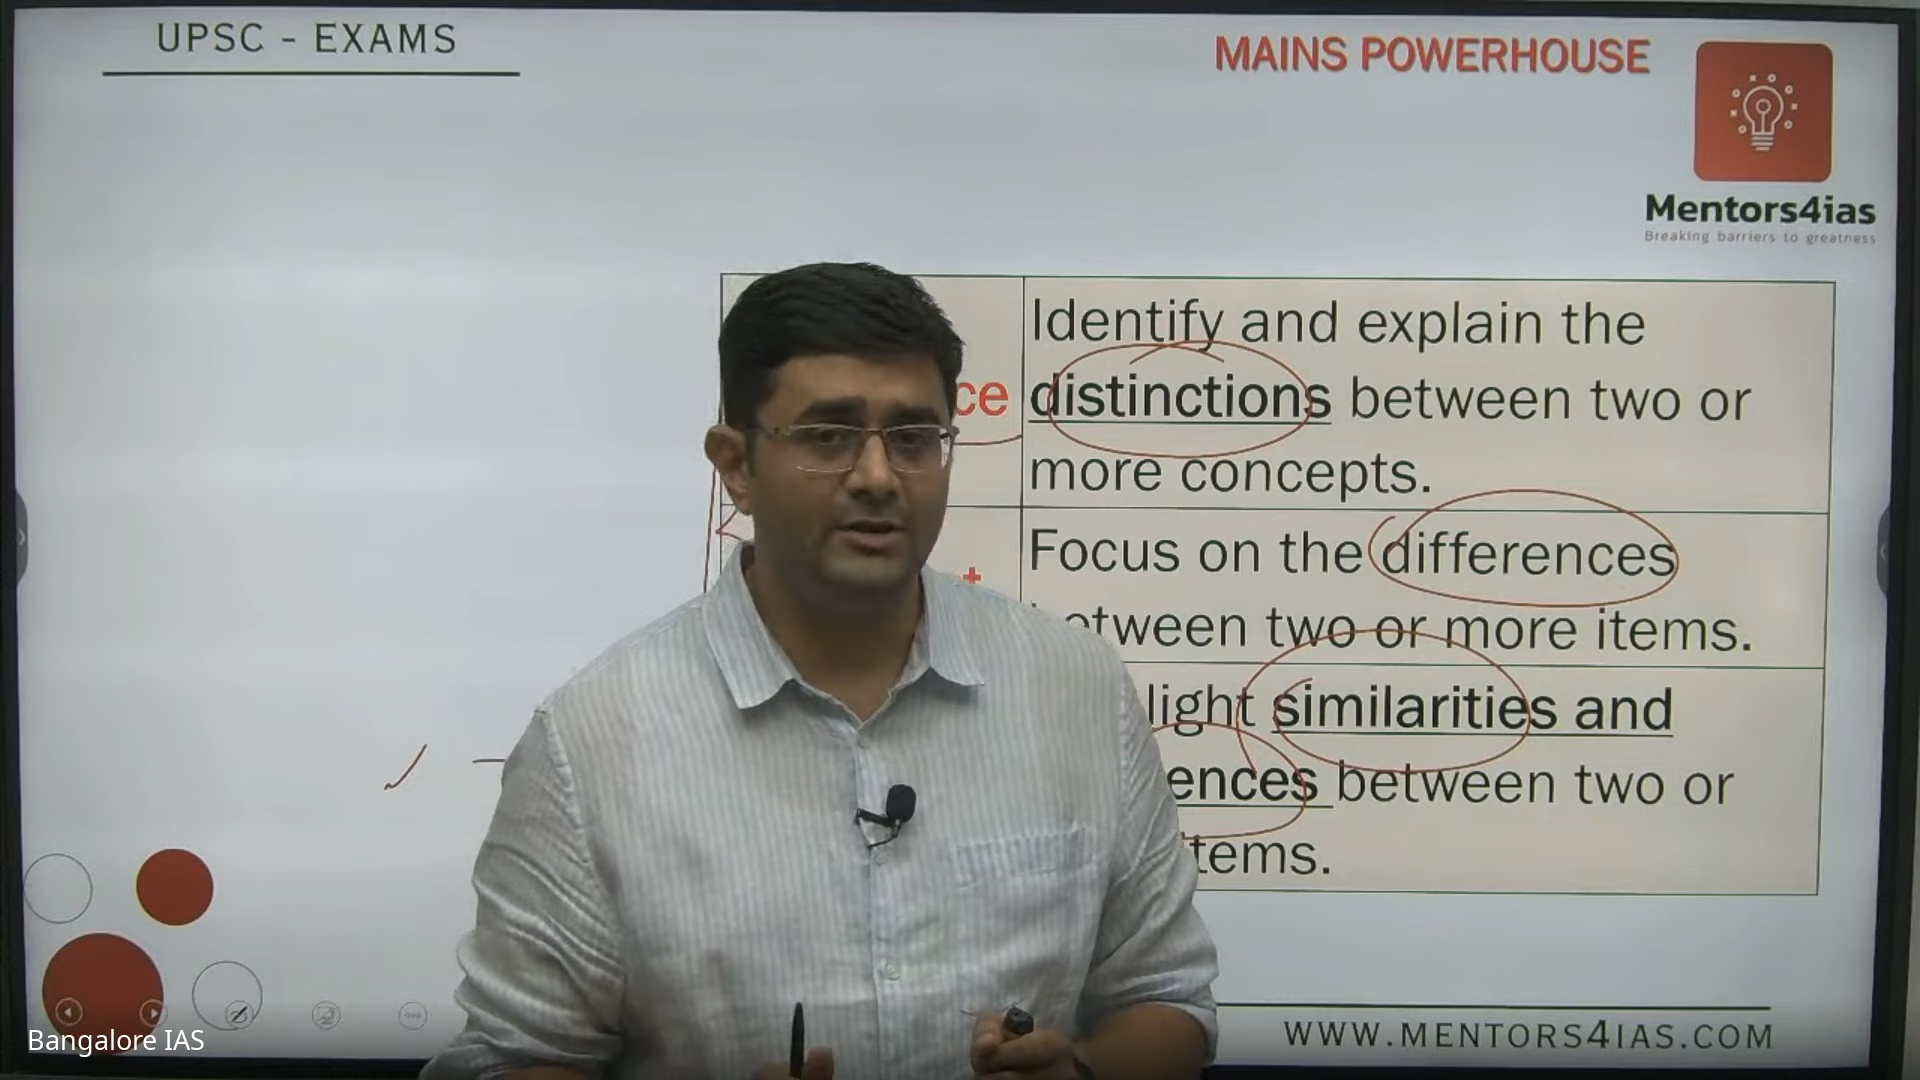 UPSC - EXAMS
MAINS POWERHOUSE
Mentors4ias
Breaking barriers to greatness
Identify and explain the
ce distinctions between two or
more concepts.
Focus on the differences
between two or more items.
light similarities and
ences between two or
items.
WWW.MENTORS4IAS.COM
Bangalore IAS